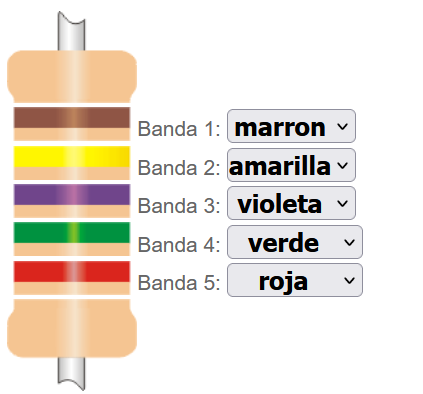 Banda 1: marron
Banda 2: amarilla
Banda 3: violeta
Banda 4: verde
Banda 5: roja